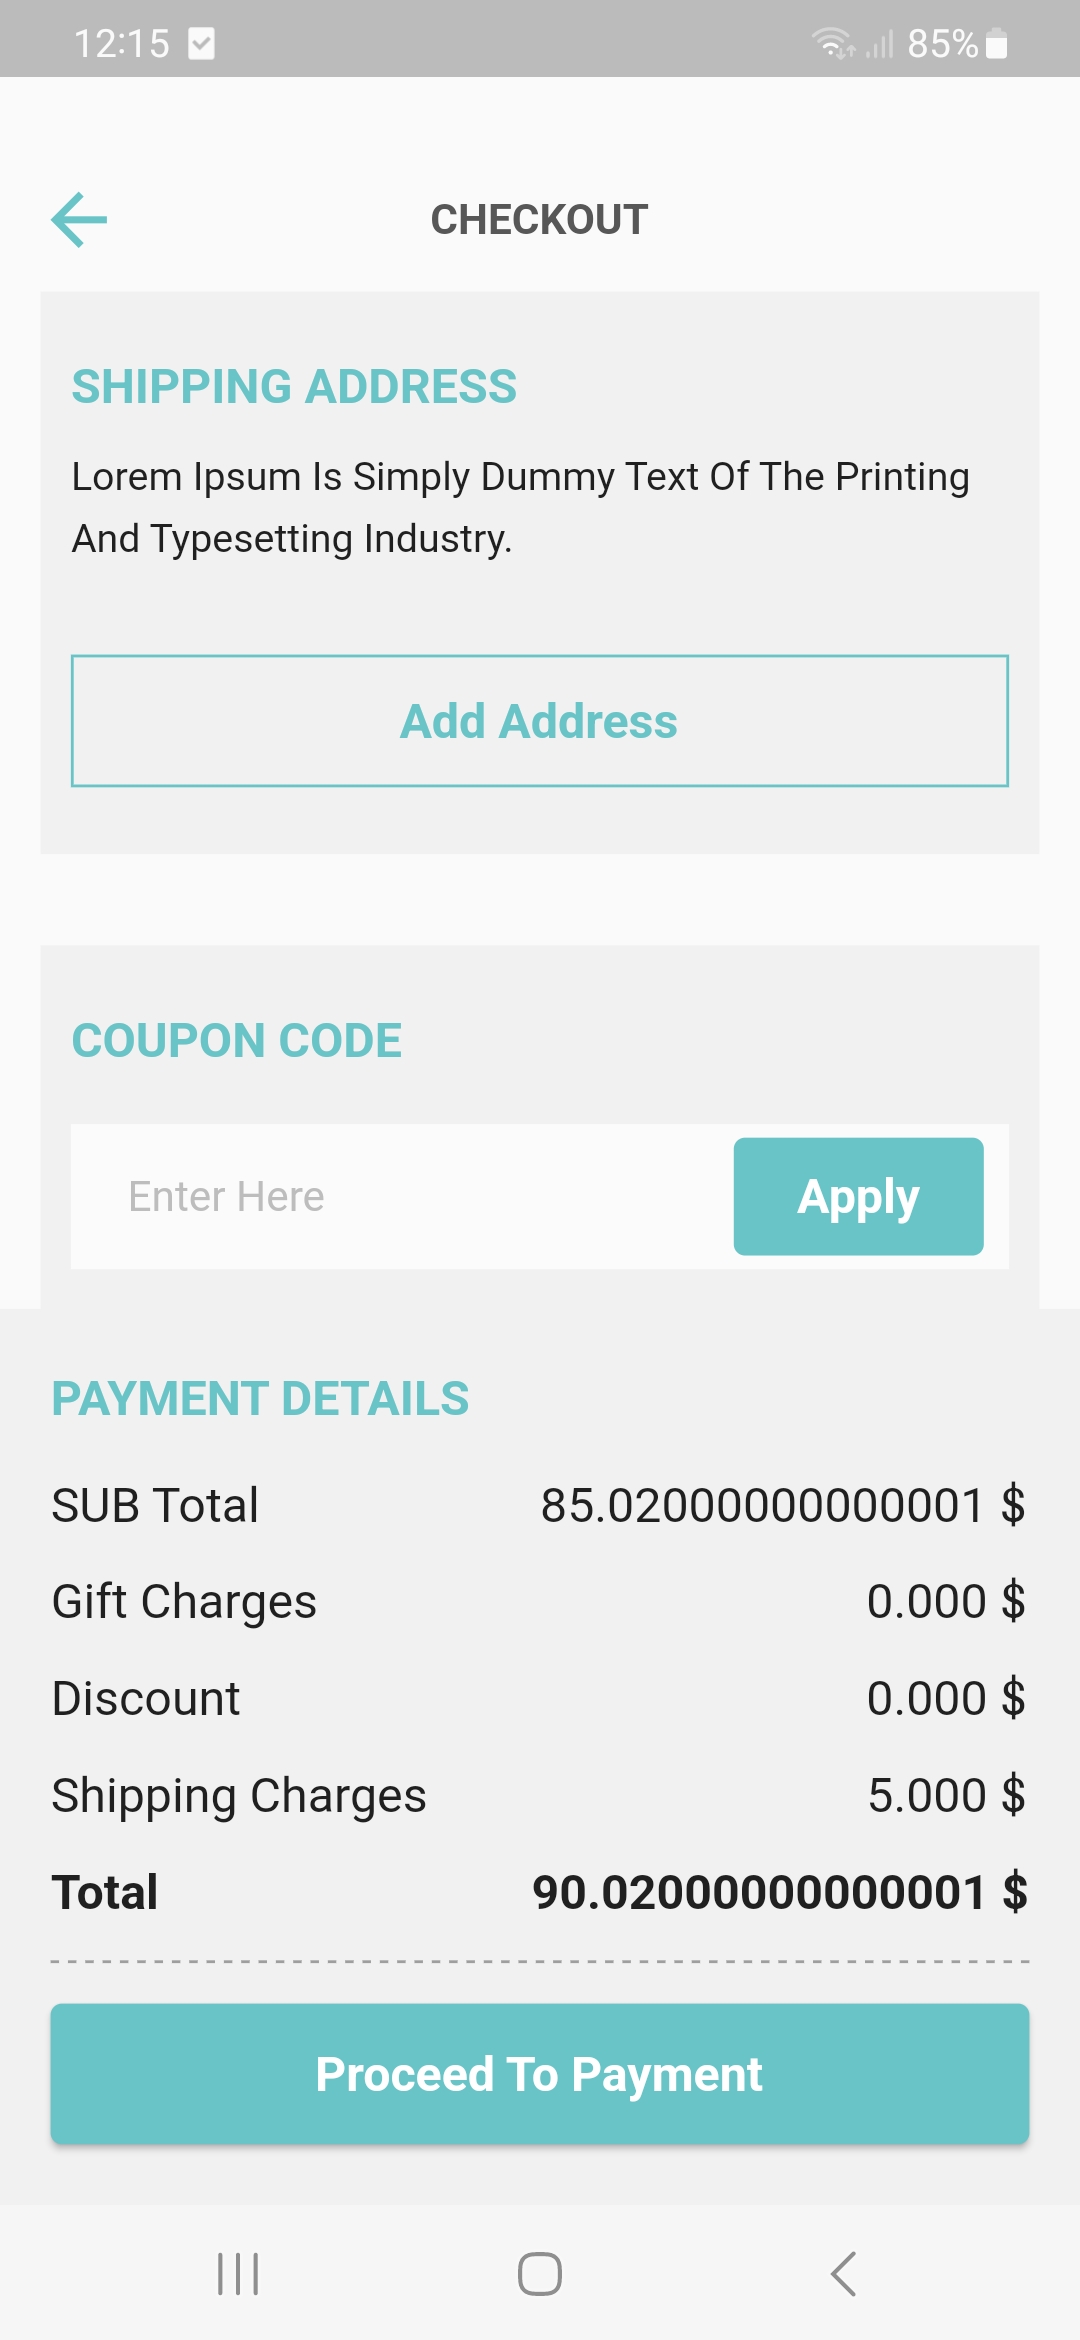 12:15
85%
CHECKOUT
SHIPPING ADDRESS
Lorem Ipsum Is Simply Dummy Text Of The Printing
And Typesetting Industry.
Add Address
COUPON CODE
Enter Here
Apply
PAYMENT DETAILS
SUB Total 85.02000000000001 $
Gift Charges 0.000 $
Discount 0.000 $
Shipping Charges 5.000 $
Total 90.02000000000001 $
Proceed To Payment